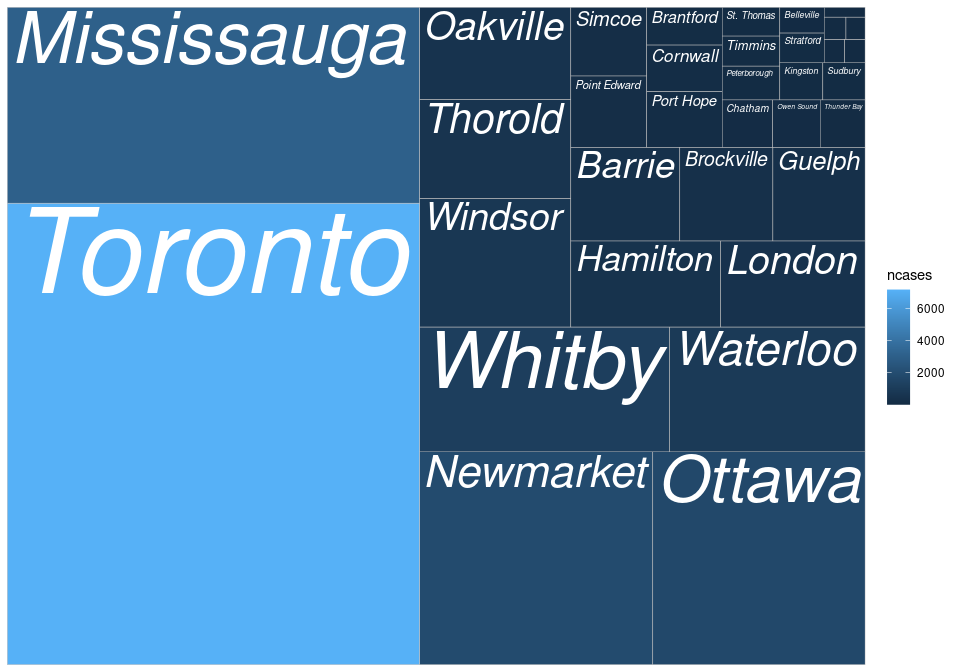 Mississauga
Toronto
Oakville
Thorold
Windsor
Simcoe
Point Edward
Brantford
Cornwall
Port Hope
St. Thomas
Timmins
Peterborough
Chatham
Belleville
Stratford
Kingston
Sudbury
Owen Sound
Thunder Bay
Barrie
Brockville
Guelph
Hamilton
London
Whitby
Waterloo
Newmarket
Ottawa
ncases
6000
4000
2000